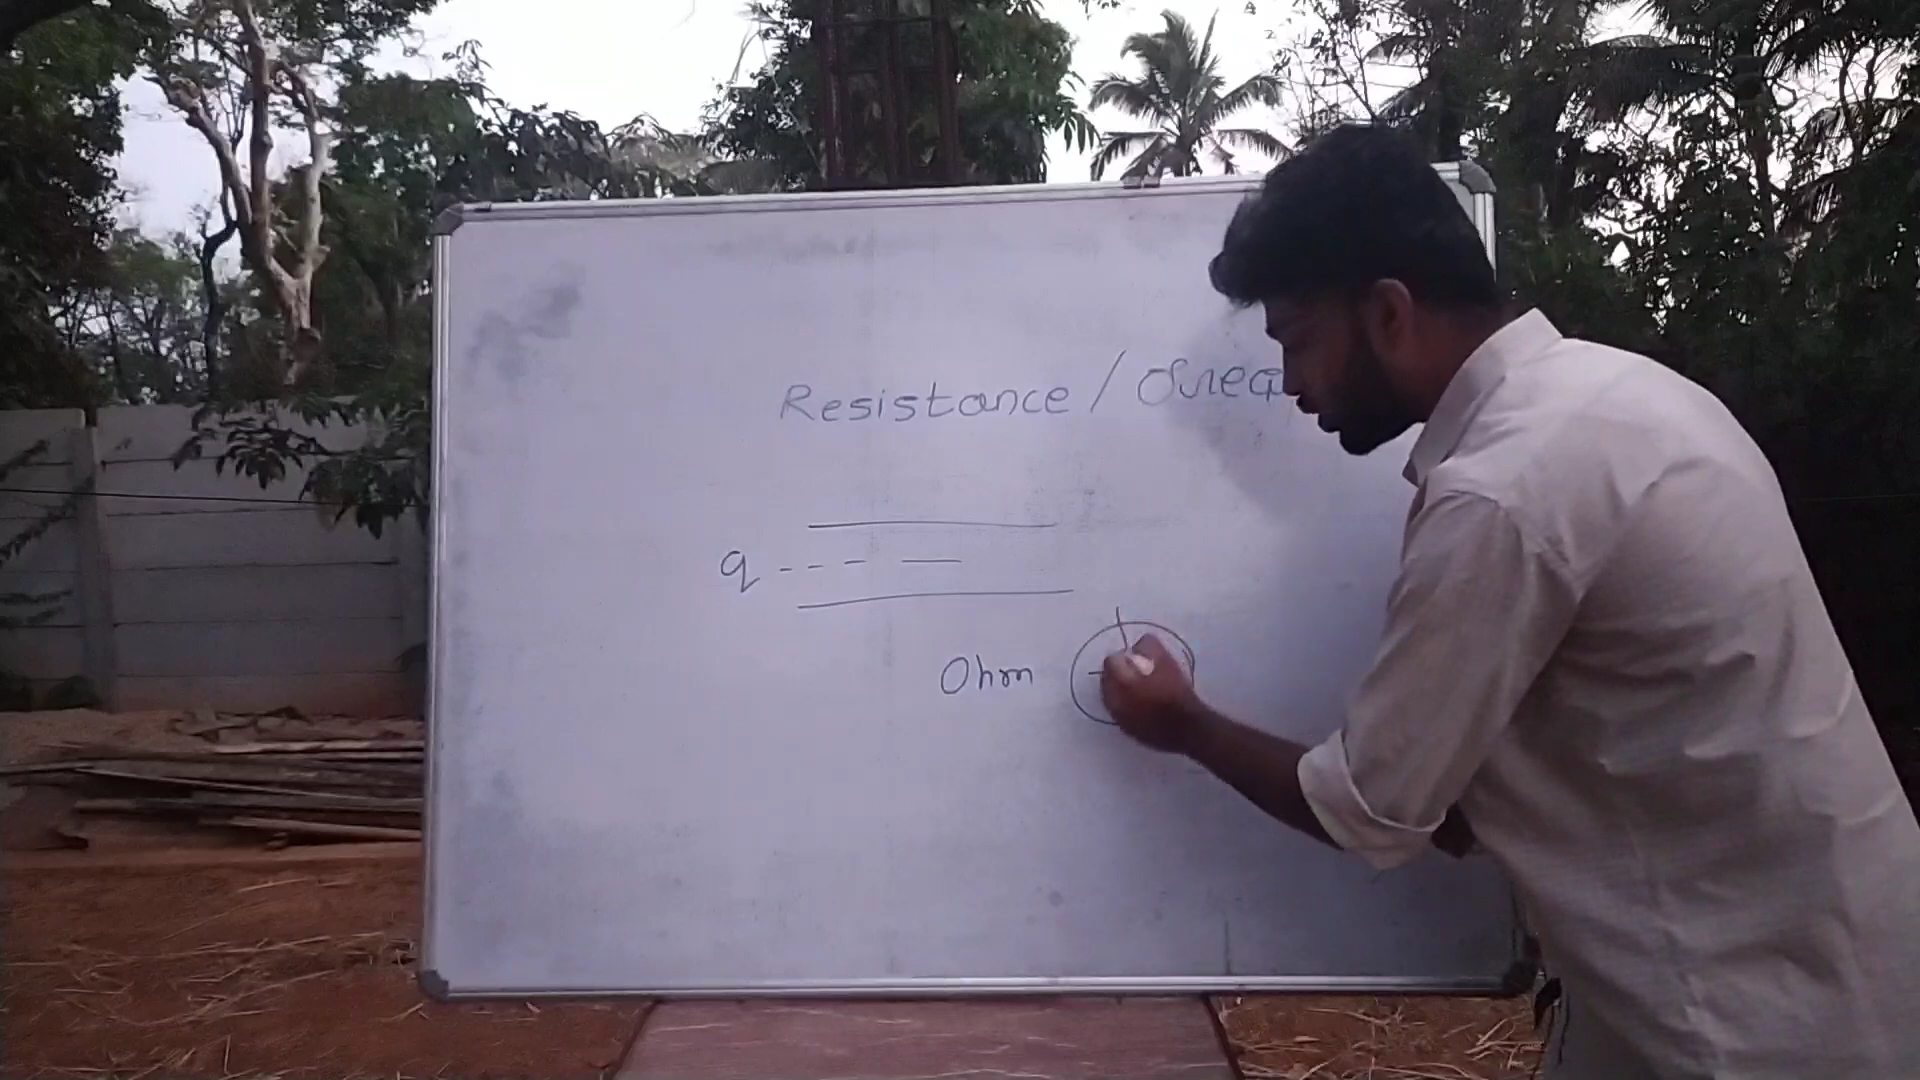 Resistance /
q
Ohm